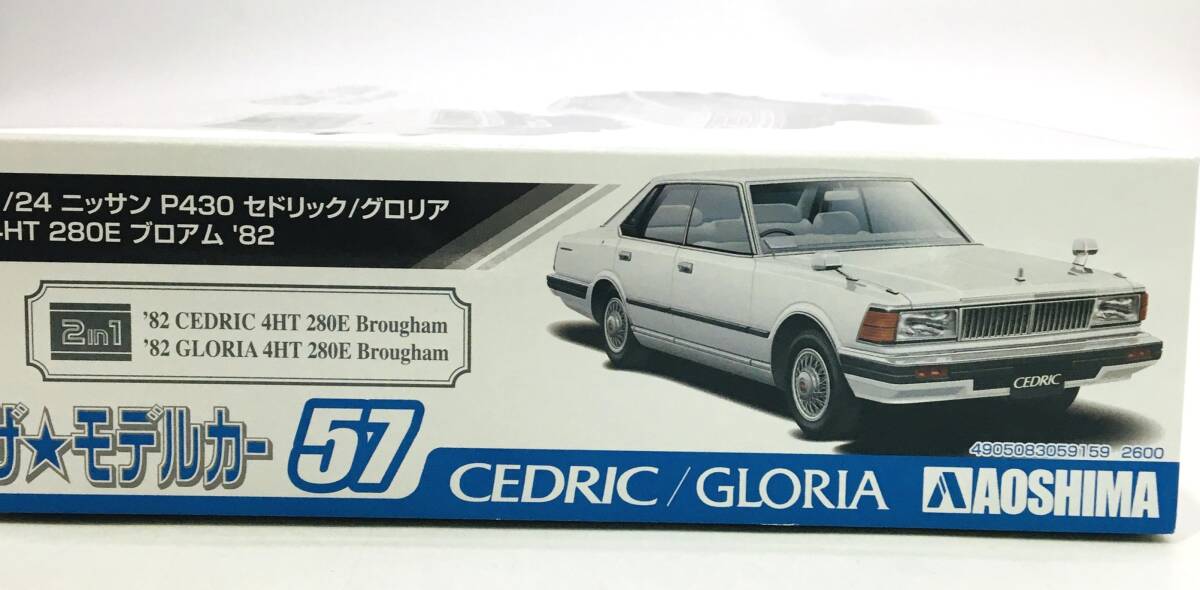 /24 ニッサン P430 セドリック/グロリア
4HT 280E ブロアム '82
2in1
'82 CEDRIC 4HT 280E Brougham
'82 GLORIA 4HT 280E Brougham
ザ★モデルカー 57
CEDRIC
4905083059159 2600
CEDRIC / GLORIA AOSHIMA